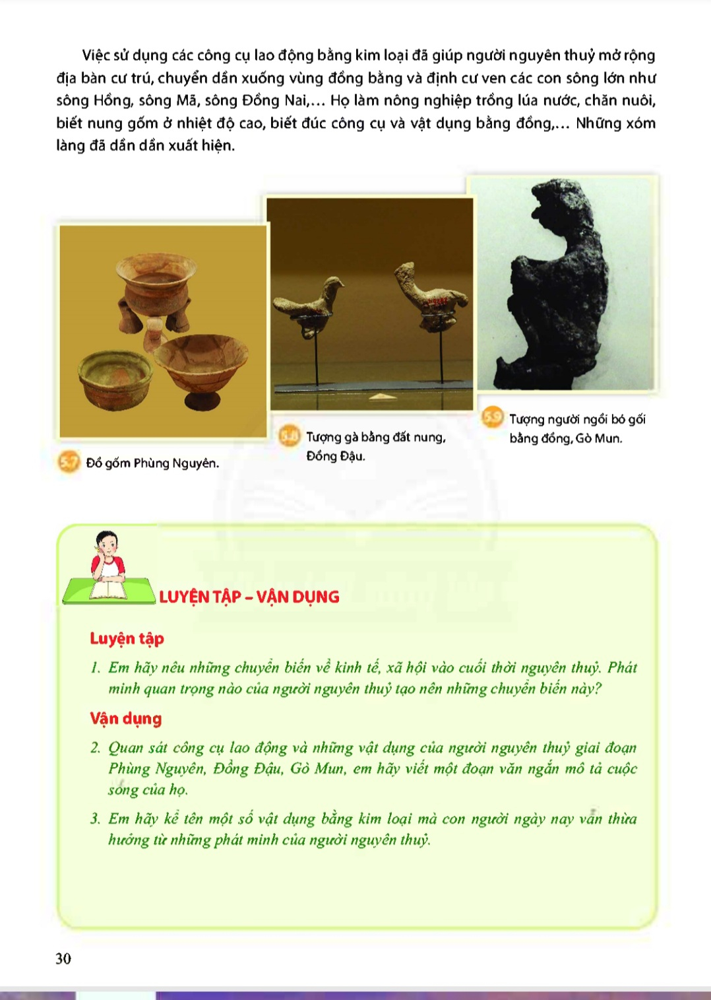 Việc sử dụng các công cụ lao động bằng kim loại đã giúp người nguyên thuỷ mở rộng
địa bàn cư trú, chuyển dần xuống vùng đồng bằng và định cư ven các con sông lớn như
sông Hồng, sông Mã, sông Đồng Nai,... Họ làm nông nghiệp trồng lúa nước, chăn nuôi,
biết nung gốm ở nhiệt độ cao, biết đúc công cụ và vật dụng bằng đồng,... Những xóm
làng đã dần dần xuất hiện.
5.7 Đồ gốm Phùng Nguyên.
5.8 Tượng gà bằng đất nung,
Đồng Đậu.
5.9 Tượng người ngồi bó gối
bằng đồng, Gò Mun.
LUYỆN TẬP – VẬN DỤNG
Luyện tập
1. Em hãy nêu những chuyển biến về kinh tế, xã hội vào cuối thời nguyên thuỷ. Phát
minh quan trọng nào của người nguyên thuỷ tạo nên những chuyển biến này?
Vận dụng
2. Quan sát công cụ lao động và những vật dụng của người nguyên thuỷ giai đoạn
Phùng Nguyên, Đồng Đậu, Gò Mun, em hãy viết một đoạn văn ngắn mô tả cuộc
sống của họ.
3. Em hãy kể tên một số vật dụng bằng kim loại mà con người ngày nay vẫn thừa
hưởng từ những phát minh của người nguyên thuỷ.
30